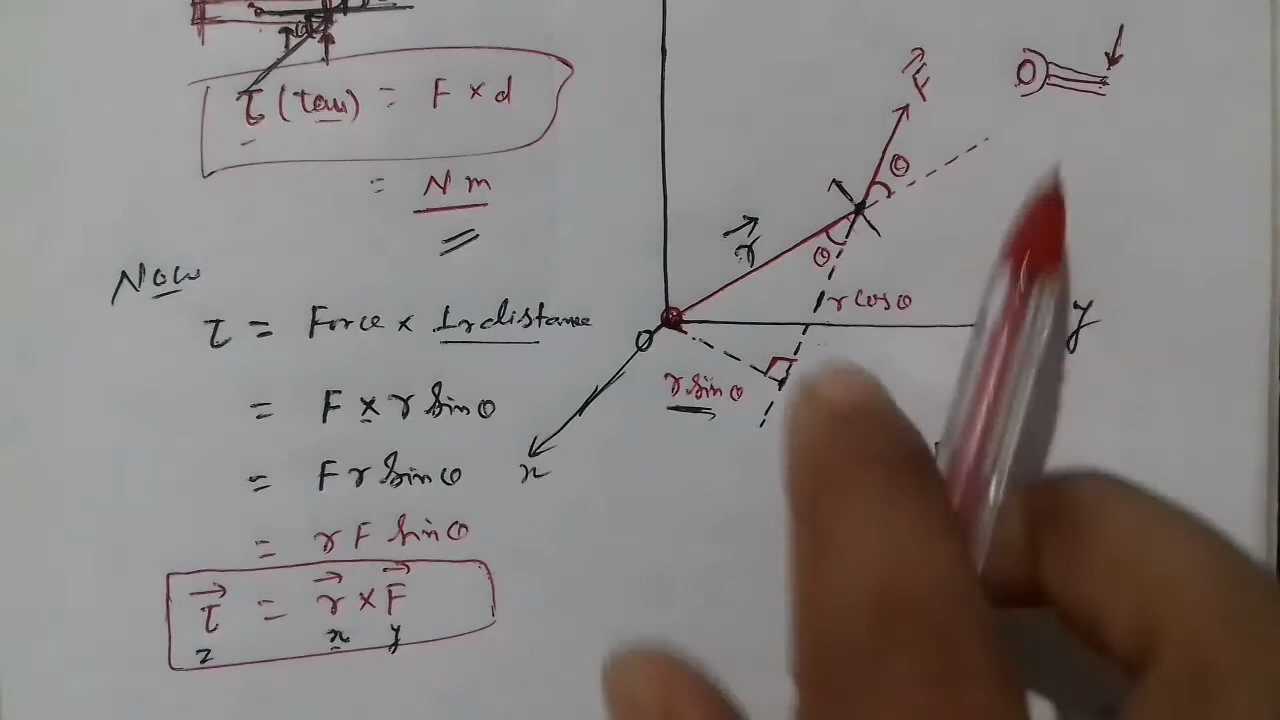 τ (tau) = F × d
= N m
Now
τ = Force × ⊥r distance
= F × r sin θ
= F r sin θ
= r F sin θ
τ⃗ = r⃗ × F⃗
z x y
F⃗
θ
r⃗
θ
r cos θ
y
O
r sin θ
x